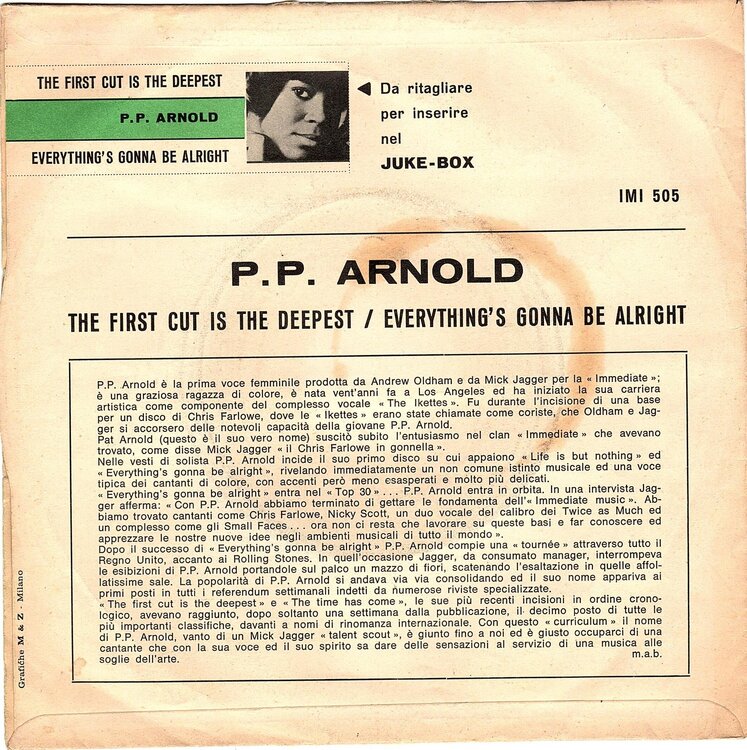 THE FIRST CUT IS THE DEEPEST
P.P. ARNOLD
EVERYTHING'S GONNA BE ALRIGHT
◀ Da ritagliare
per inserire
nel
JUKE-BOX
IMI 505
P.P. ARNOLD
THE FIRST CUT IS THE DEEPEST / EVERYTHING'S GONNA BE ALRIGHT
P.P. Arnold è la prima voce femminile prodotta da Andrew Oldham e da Mick Jagger per la « Immediate »;
è una graziosa ragazza di colore, è nata vent'anni fa a Los Angeles ed ha iniziato la sua carriera
artistica come componente del complesso vocale « The Ikettes ». Fu durante l'incisione di una base
per un disco di Chris Farlowe, dove le « Ikettes » erano state chiamate come coriste, che Oldham e Jag-
ger si accorsero delle notevoli capacità della giovane P.P. Arnold.
Pat Arnold (questo è il suo vero nome) suscitò subito l'entusiasmo nel clan « Immediate » che avevano
trovato, come disse Mick Jagger « il Chris Farlowe in gonnella ».
Nelle vesti di solista P.P. Arnold incide il suo primo disco su cui appaiono « Life is but nothing » ed
« Everything's gonna be alright », rivelando immediatamente un non comune istinto musicale ed una voce
tipica dei cantanti di colore, con accenti però meno esasperati e molto più delicati.
« Everything's gonna be alright » entra nel « Top 30 » ... P.P. Arnold entra in orbita. In una intervista Jag-
ger afferma: « Con P.P. Arnold abbiamo terminato di gettare le fondamenta dell'« Immediate music ». Ab-
biamo trovato cantanti come Chris Farlowe, Nicky Scott, un duo vocale del calibro dei Twice as Much ed
un complesso come gli Small Faces ... ora non ci resta che lavorare su queste basi e far conoscere ed
apprezzare le nostre nuove idee negli ambienti musicali di tutto il mondo ».
Dopo il successo di « Everything's gonna be alright » P.P. Arnold compie una « tournée » attraverso tutto il
Regno Unito, accanto ai Rolling Stones. In quell'occasione Jagger, da consumato manager, interrompeva
le esibizioni di P.P. Arnold portandole sul palco un mazzo di fiori, scatenando l'esaltazione in quelle affol-
latissime sale. La popolarità di P.P. Arnold si andava via via consolidando ed il suo nome appariva ai
primi posti in tutti i referendum settimanali indetti da numerose riviste specializzate.
« The first cut is the deepest » e « The time has come », le sue più recenti incisioni in ordine crono-
logico, avevano raggiunto, dopo soltanto una settimana dalla pubblicazione, il decimo posto di tutte le
più importanti classifiche, davanti a nomi di rinomanza internazionale. Con questo « curriculum » il nome
di P.P. Arnold, vanto di un Mick Jagger « talent scout », è giunto fino a noi ed è giusto occuparci di una
cantante che con la sua voce ed il suo spirito sa dare delle sensazioni al servizio di una musica alle
soglie dell'arte. m.a.b.
Grafiche M & Z - Milano